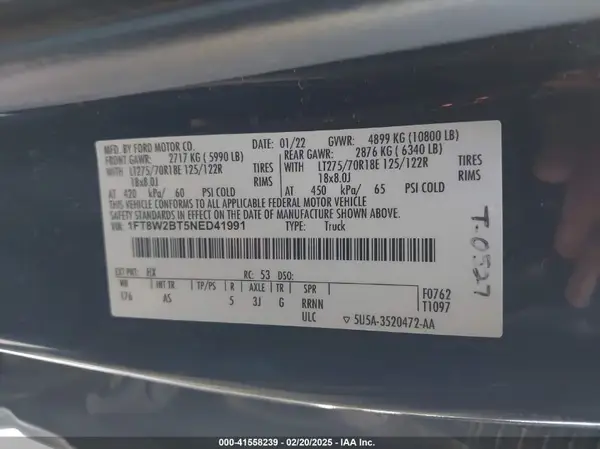 MFD. BY FORD MOTOR CO.
DATE: 01/22 GVWR: 4899 KG (10800 LB)
FRONT GAWR: 2717 KG (5990 LB) REAR GAWR: 2876 KG (6340 LB)
WITH LT275/70R18E 125/122R TIRES WITH LT275/70R18E 125/122R TIRES
18x8.0J RIMS 18x8.0J RIMS
AT 420 kPa/ 60 PSI COLD AT 450 kPa/ 65 PSI COLD
THIS VEHICLE CONFORMS TO ALL APPLICABLE FEDERAL MOTOR VEHICLE
SAFETY STANDARDS IN EFFECT ON THE DATE OF MANUFACTURE SHOWN ABOVE.
VIN: 1FT8W2BT5NED41991 TYPE: Truck
EXT PNT: HX RC: 53 DSO:
WB INT TR TP/PS R AXLE TR SPR F0762
176 AS 5 3J G RRNN T1097
ULC ▽ 5U5A-3520472-AA
T-0527
00-41558239 — 02/20/2025 — IAA Inc.